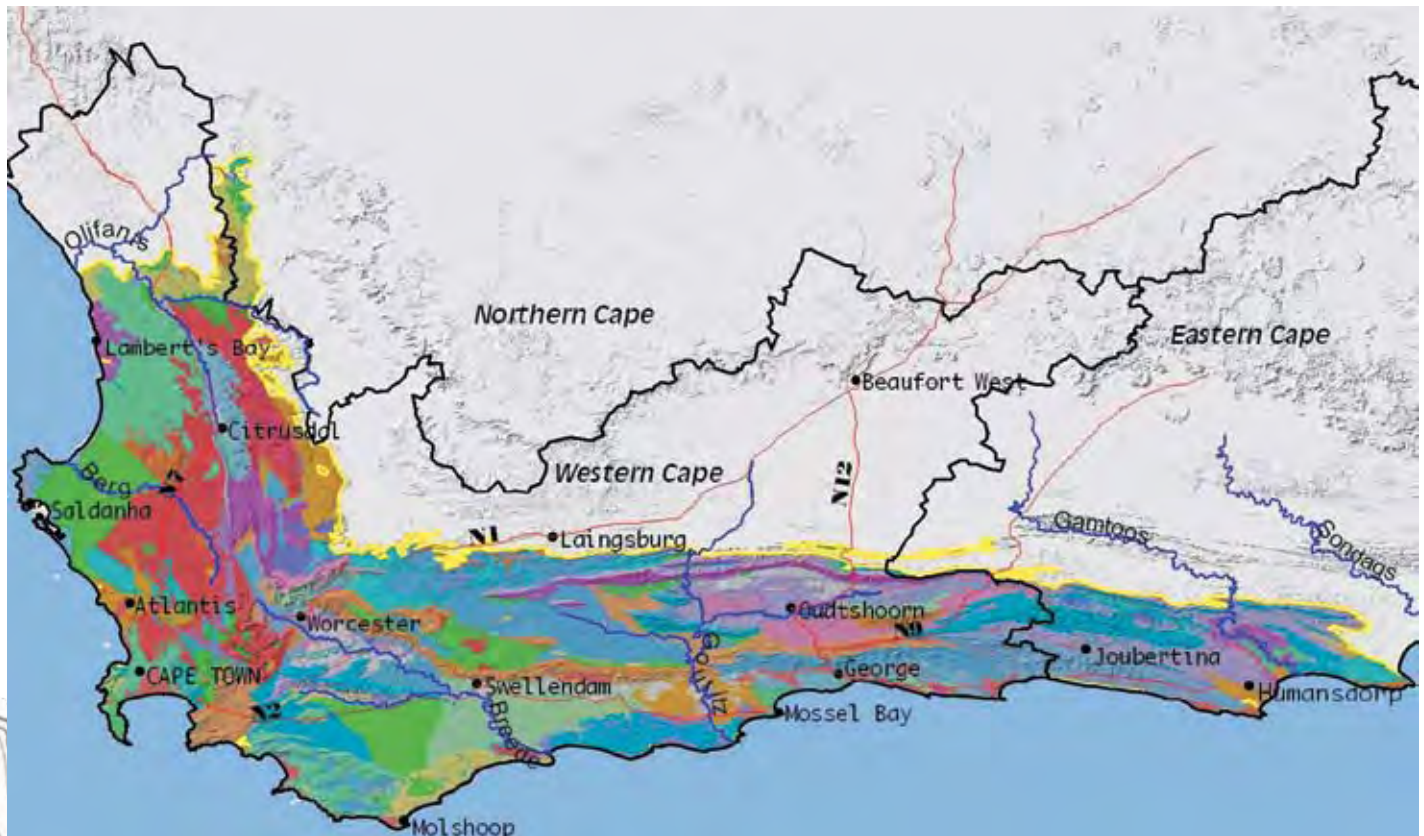 Olifants
Northern Cape
Eastern Cape
Lambert's Bay
Beaufort West
Citrusdal
Western Cape
N12
Berg
N7
Saldanha
N1
Laingsburg
Gamtoos
Sondags
Atlantis
Worcester
Oudtshoorn
N9
Gouritz
Joubertina
CAPE TOWN
George
Swellendam
Humansdorp
N2
Breede
Mossel Bay
Molshoop